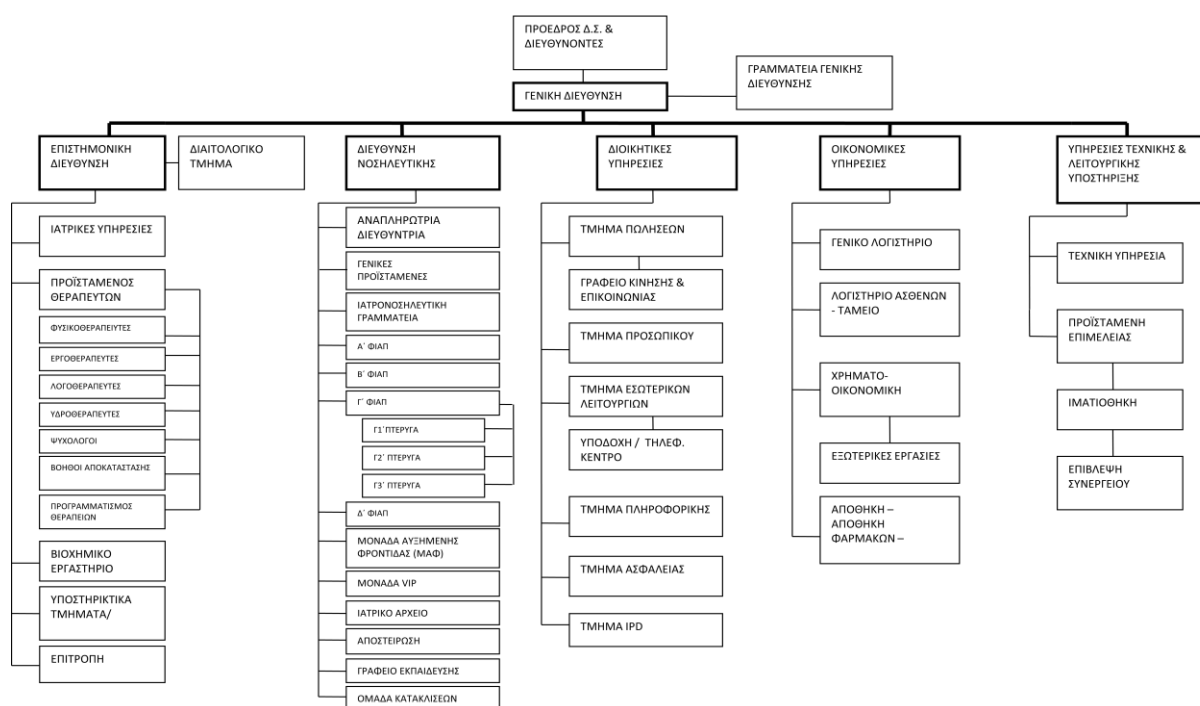 ΠΡΟΕΔΡΟΣ Δ.Σ. &
ΔΙΕΥΘΥΝΟΝΤΕΣ
ΓΡΑΜΜΑΤΕΙΑ ΓΕΝΙΚΗΣ
ΔΙΕΥΘΥΝΣΗΣ
ΓΕΝΙΚΗ ΔΙΕΥΘΥΝΣΗ
ΕΠΙΣΤΗΜΟΝΙΚΗ
ΔΙΕΥΘΥΝΣΗ
ΔΙΑΙΤΟΛΟΓΙΚΟ
ΤΜΗΜΑ
ΙΑΤΡΙΚΕΣ ΥΠΗΡΕΣΙΕΣ
ΠΡΟΪΣΤΑΜΕΝΟΣ
ΘΕΡΑΠΕΥΤΩΝ
ΦΥΣΙΚΟΘΕΡΑΠΕΙΥΤΕΣ
ΕΡΓΟΘΕΡΑΠΕΥΤΕΣ
ΛΟΓΟΘΕΡΑΠΕΥΤΕΣ
ΥΔΡΟΘΕΡΑΠΕΥΤΕΣ
ΨΥΧΟΛΟΓΟΙ
ΒΟΗΘΟΙ ΑΠΟΚΑΤΑΣΤΑΣΗΣ
ΠΡΟΓΡΑΜΜΑΤΙΣΜΟΣ
ΘΕΡΑΠΕΙΩΝ
ΒΙΟΧΗΜΙΚΟ
ΕΡΓΑΣΤΗΡΙΟ
ΥΠΟΣΤΗΡΙΚΤΙΚΑ
ΤΜΗΜΑΤΑ/
ΕΠΙΤΡΟΠΗ
ΔΙΕΥΘΥΝΣΗ
ΝΟΣΗΛΕΥΤΙΚΗΣ
ΑΝΑΠΛΗΡΩΤΡΙΑ
ΔΙΕΥΘΥΝΤΡΙΑ
ΓΕΝΙΚΕΣ
ΠΡΟΪΣΤΑΜΕΝΕΣ
ΙΑΤΡΟΝΟΣΗΛΕΥΤΙΚΗ
ΓΡΑΜΜΑΤΕΙΑ
Α΄ ΦΙΑΠ
Β΄ ΦΙΑΠ
Γ΄ ΦΙΑΠ
Γ1΄ΠΤΕΡΥΓΑ
Γ2΄ ΠΤΕΡΥΓΑ
Γ3΄ ΠΤΕΡΥΓΑ
Δ΄ ΦΙΑΠ
ΜΟΝΑΔΑ ΑΥΞΗΜΕΝΗΣ
ΦΡΟΝΤΙΔΑΣ (ΜΑΦ)
ΜΟΝΑΔΑ VIP
ΙΑΤΡΙΚΟ ΑΡΧΕΙΟ
ΑΠΟΣΤΕΙΡΩΣΗ
ΓΡΑΦΕΙΟ ΕΚΠΑΙΔΕΥΣΗΣ
ΟΜΑΔΑ ΚΑΤΑΚΛΙΣΕΩΝ
ΔΙΟΙΚΗΤΙΚΕΣ
ΥΠΗΡΕΣΙΕΣ
ΤΜΗΜΑ ΠΩΛΗΣΕΩΝ
ΓΡΑΦΕΙΟ ΚΙΝΗΣΗΣ &
ΕΠΙΚΟΙΝΩΝΙΑΣ
ΤΜΗΜΑ ΠΡΟΣΩΠΙΚΟΥ
ΤΜΗΜΑ ΕΣΩΤΕΡΙΚΩΝ
ΛΕΙΤΟΥΡΓΙΩΝ
ΥΠΟΔΟΧΗ / ΤΗΛΕΦ.
ΚΕΝΤΡΟ
ΤΜΗΜΑ ΠΛΗΡΟΦΟΡΙΚΗΣ
ΤΜΗΜΑ ΑΣΦΑΛΕΙΑΣ
ΤΜΗΜΑ IPD
ΟΙΚΟΝΟΜΙΚΕΣ
ΥΠΗΡΕΣΙΕΣ
ΓΕΝΙΚΟ ΛΟΓΙΣΤΗΡΙΟ
ΛΟΓΙΣΤΗΡΙΟ ΑΣΘΕΝΩΝ
- ΤΑΜΕΙΟ
ΧΡΗΜΑΤΟ-
ΟΙΚΟΝΟΜΙΚΗ
ΕΞΩΤΕΡΙΚΕΣ ΕΡΓΑΣΙΕΣ
ΑΠΟΘΗΚΗ –
ΑΠΟΘΗΚΗ
ΦΑΡΜΑΚΩΝ –
ΥΠΗΡΕΣΙΕΣ ΤΕΧΝΙΚΗΣ &
ΛΕΙΤΟΥΡΓΙΚΗΣ
ΥΠΟΣΤΗΡΙΞΗΣ
ΤΕΧΝΙΚΗ ΥΠΗΡΕΣΙΑ
ΠΡΟΪΣΤΑΜΕΝΗ
ΕΠΙΜΕΛΕΙΑΣ
ΙΜΑΤΙΟΘΗΚΗ
ΕΠΙΒΛΕΨΗ
ΣΥΝΕΡΓΕΙΟΥ